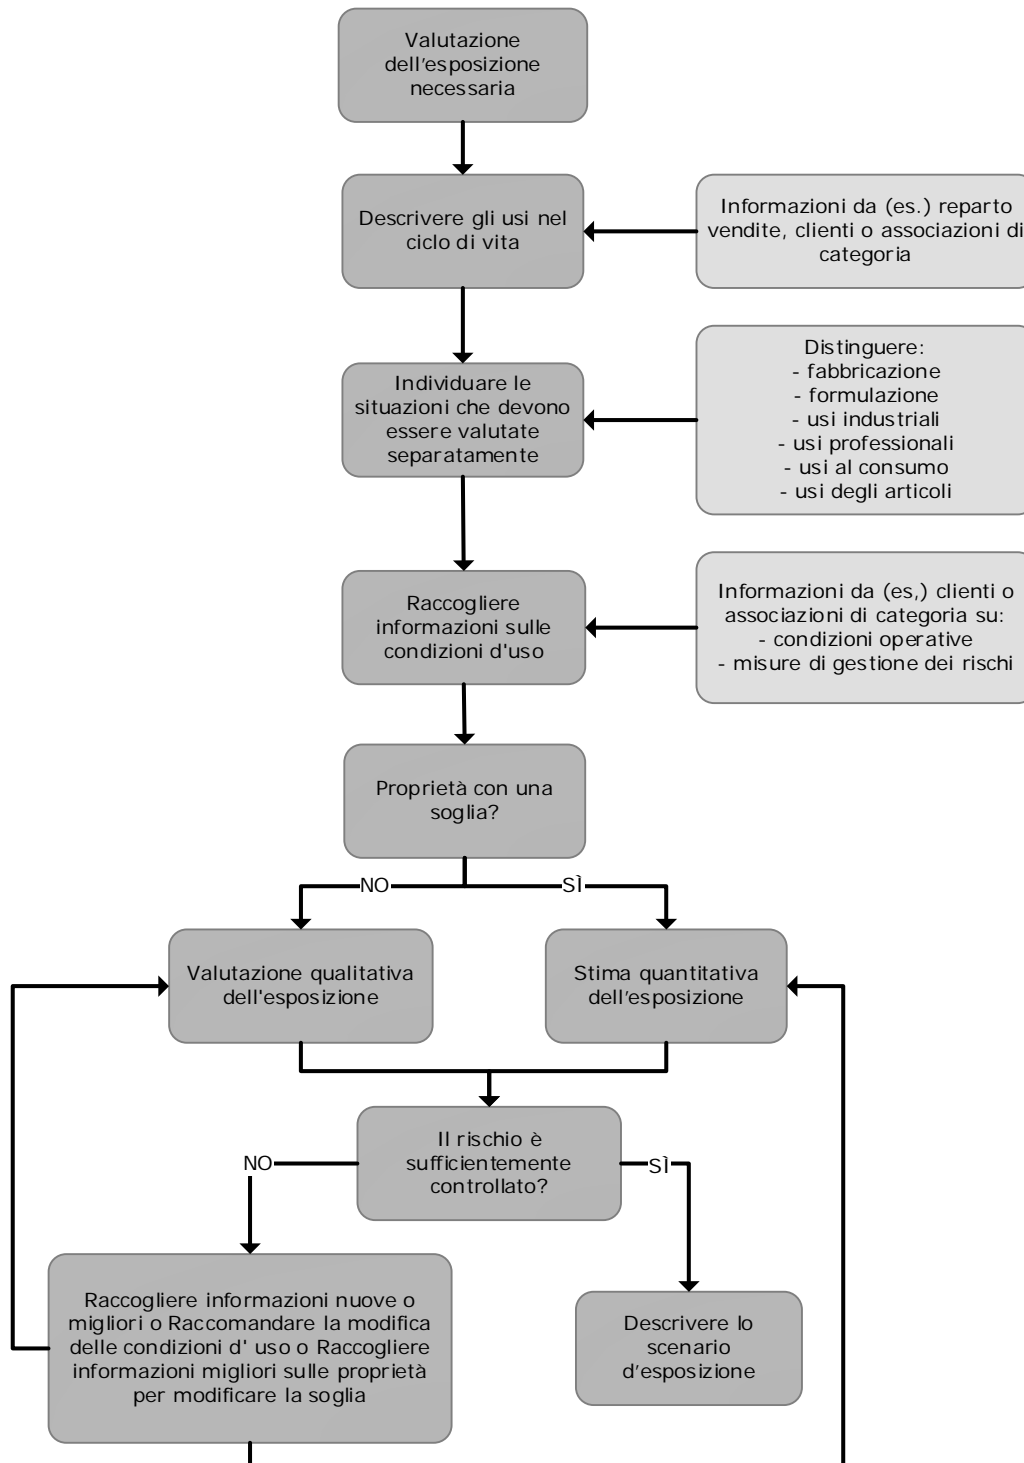 Valutazione
dell'esposizione
necessaria
Descrivere gli usi nel
ciclo di vita
Informazioni da (es.) reparto
vendite, clienti o associazioni di
categoria
Individuare le
situazioni che devono
essere valutate
separatamente
Distinguere:
- fabbricazione
- formulazione
- usi industriali
- usi professionali
- usi al consumo
- usi degli articoli
Raccogliere
informazioni sulle
condizioni d'uso
Informazioni da (es,) clienti o
associazioni di categoria su:
- condizioni operative
- misure di gestione dei rischi
Proprietà con una
soglia?
NO
SÌ
Valutazione qualitativa
dell'esposizione
Stima quantitativa
dell'esposizione
Il rischio è
sufficientemente
controllato?
NO
SÌ
Raccogliere informazioni nuove o
migliori o Raccomandare la modifica
delle condizioni d' uso o Raccogliere
informazioni migliori sulle proprietà
per modificare la soglia
Descrivere lo
scenario
d'esposizione